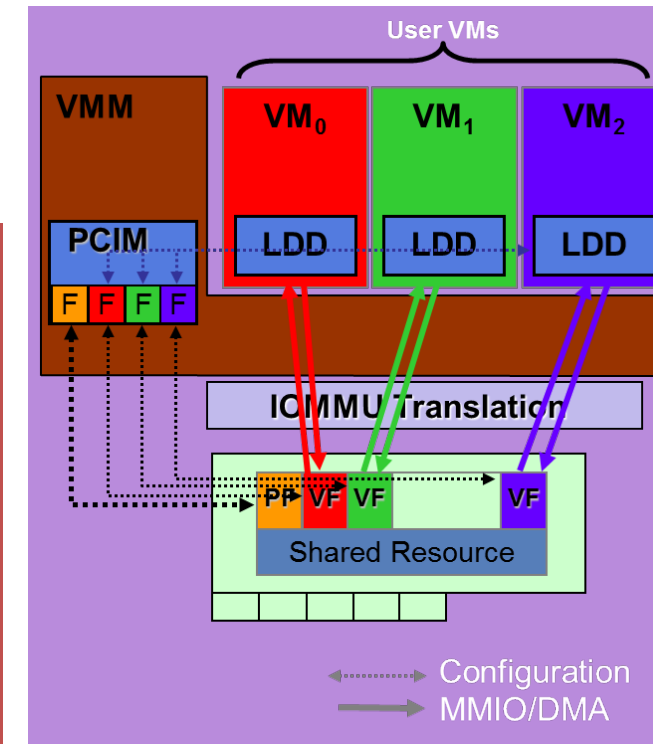 User VMs
VMM
VM₀
VM₁
VM₂
PCIM
LDD
LDD
LDD
F F F F
IOMMU Translation
PF VF VF VF
Shared Resource
Configuration
MMIO/DMA